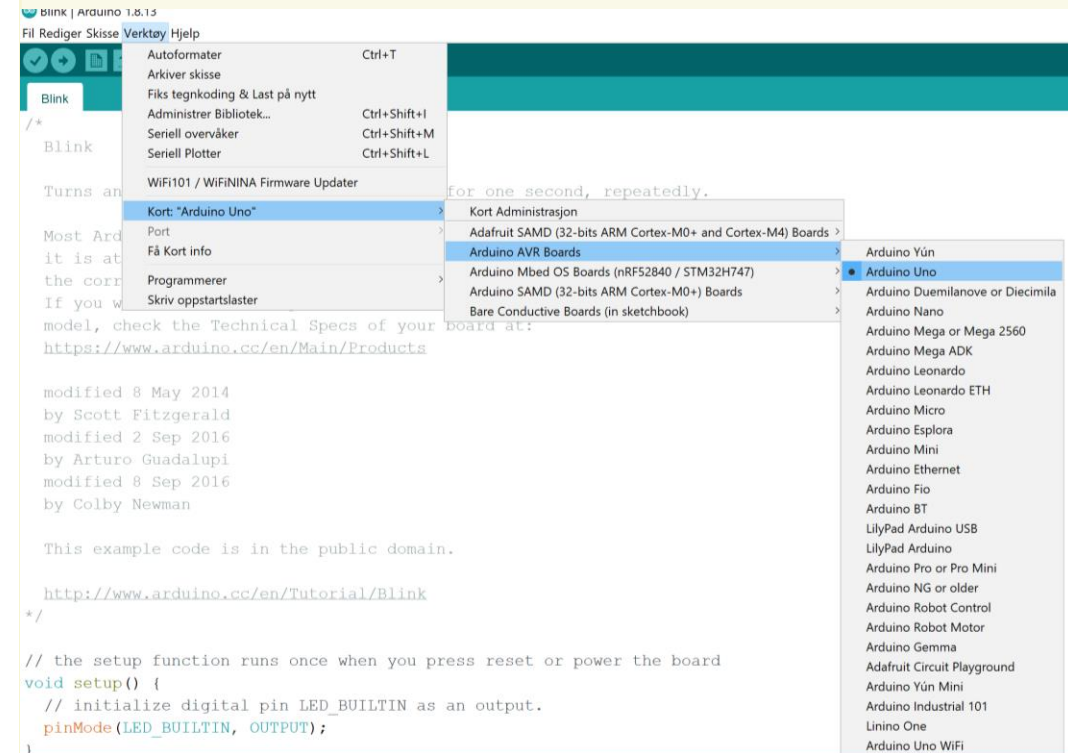 Blink | Arduino 1.8.13
Fil Rediger Skisse Verktøy Hjelp
Autoformater Ctrl+T
Arkiver skisse
Fiks tegnkoding & Last på nytt
Administrer Bibliotek... Ctrl+Shift+I
Seriell overvåker Ctrl+Shift+M
Seriell Plotter Ctrl+Shift+L
WiFi101 / WiFiNINA Firmware Updater
Kort: "Arduino Uno"
Port
Få Kort info
Programmerer
Skriv oppstartslaster
Kort Administrasjon
Adafruit SAMD (32-bits ARM Cortex-M0+ and Cortex-M4) Boards
Arduino AVR Boards
Arduino Mbed OS Boards (nRF52840 / STM32H747)
Arduino SAMD (32-bits ARM Cortex-M0+) Boards
Bare Conductive Boards (in sketchbook)
Arduino Yún
Arduino Uno
Arduino Duemilanove or Diecimila
Arduino Nano
Arduino Mega or Mega 2560
Arduino Mega ADK
Arduino Leonardo
Arduino Leonardo ETH
Arduino Micro
Arduino Esplora
Arduino Mini
Arduino Ethernet
Arduino Fio
Arduino BT
LilyPad Arduino USB
LilyPad Arduino
Arduino Pro or Pro Mini
Arduino NG or older
Arduino Robot Control
Arduino Robot Motor
Arduino Gemma
Adafruit Circuit Playground
Arduino Yún Mini
Arduino Industrial 101
Linino One
Arduino Uno WiFi
Blink
/*
Blink
Turns an for one second, repeatedly.
Most Ard
it is at
the corr
If you w
model, check the Technical Specs of your board at:
https://www.arduino.cc/en/Main/Products
modified 8 May 2014
by Scott Fitzgerald
modified 2 Sep 2016
by Arturo Guadalupi
modified 8 Sep 2016
by Colby Newman
This example code is in the public domain.
http://www.arduino.cc/en/Tutorial/Blink
*/
// the setup function runs once when you press reset or power the board
void setup() {
// initialize digital pin LED_BUILTIN as an output.
pinMode(LED_BUILTIN, OUTPUT);
}